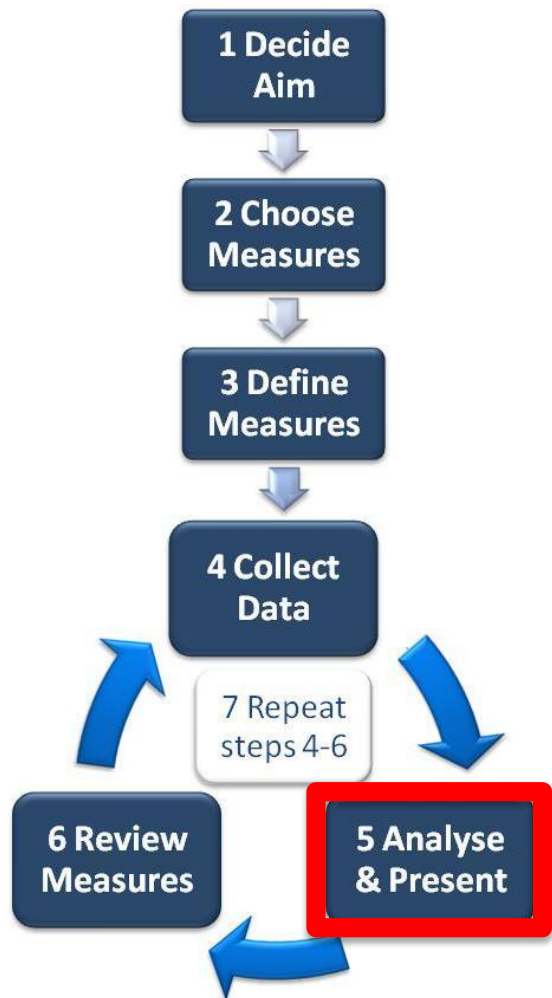 1 Decide
Aim
2 Choose
Measures
3 Define
Measures
4 Collect
Data
7 Repeat
steps 4-6
5 Analyse
& Present
6 Review
Measures